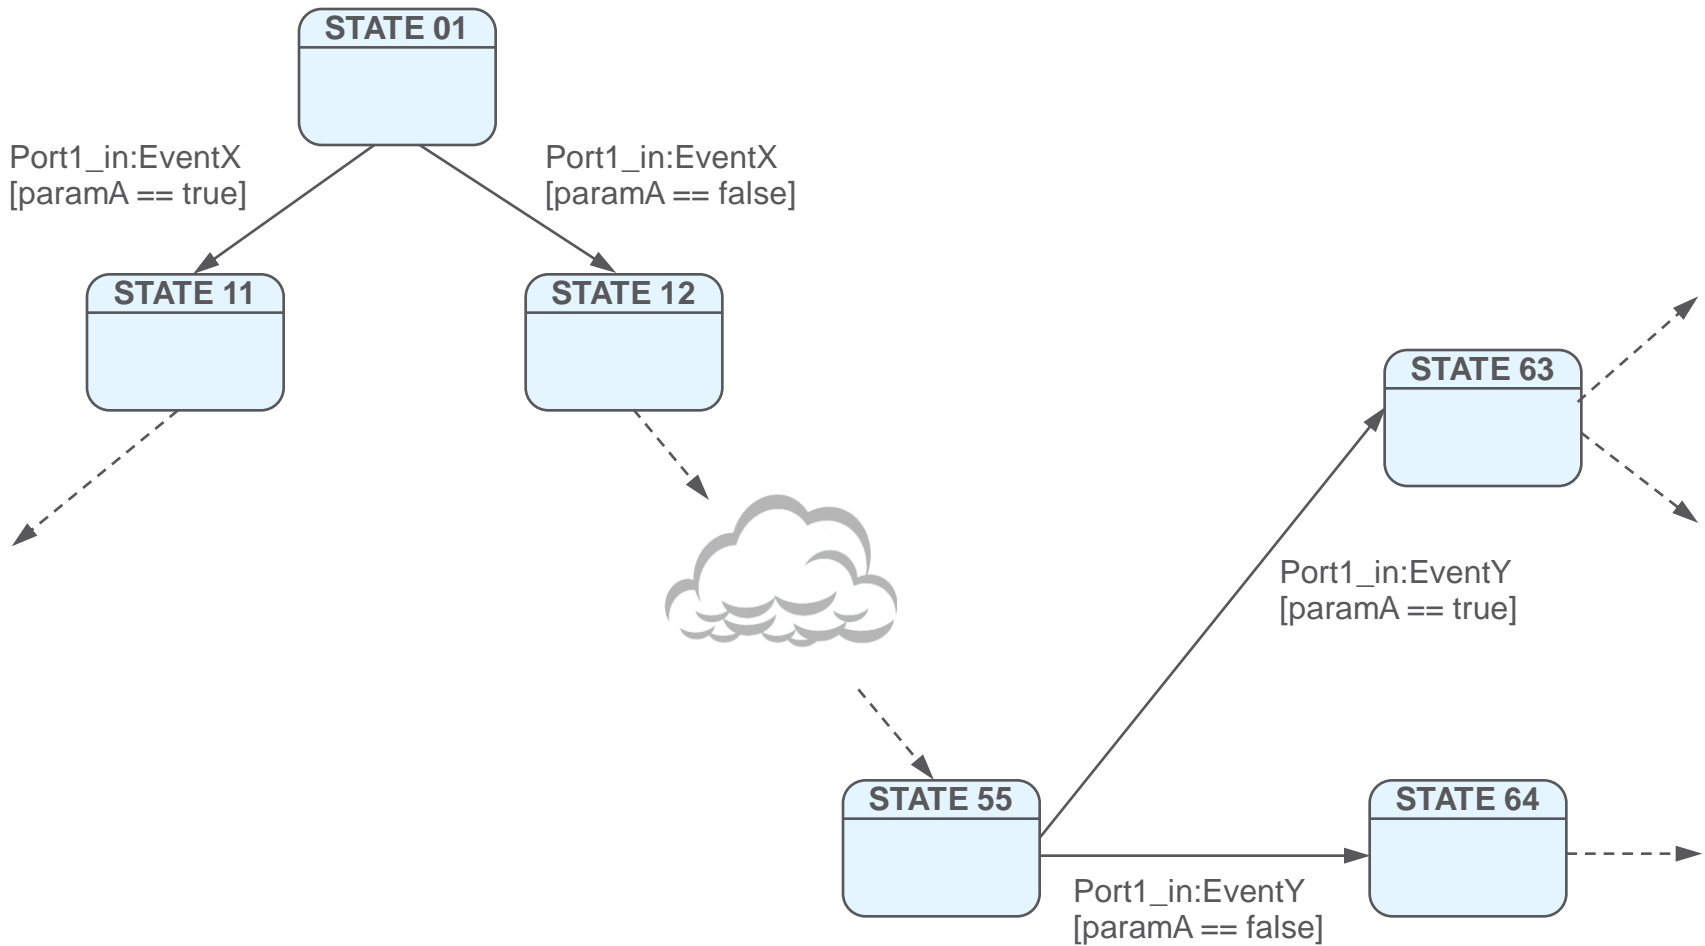 STATE 01
Port1_in:EventX
[paramA == true]
Port1_in:EventX
[paramA == false]
STATE 11
STATE 12
STATE 63
Port1_in:EventY
[paramA == true]
STATE 55
STATE 64
Port1_in:EventY
[paramA == false]